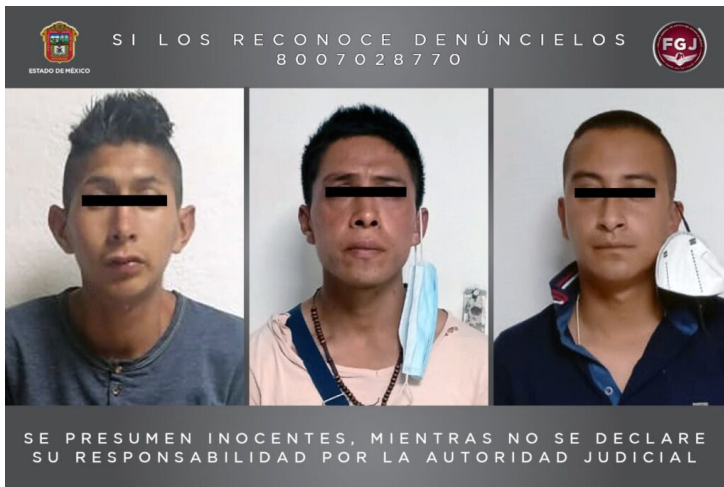 SI LOS RECONOCE DENÚNCIELOS
8007028770
ESTADO DE MÉXICO
FGJ
SE PRESUMEN INOCENTES, MIENTRAS NO SE DECLARE
SU RESPONSABILIDAD POR LA AUTORIDAD JUDICIAL